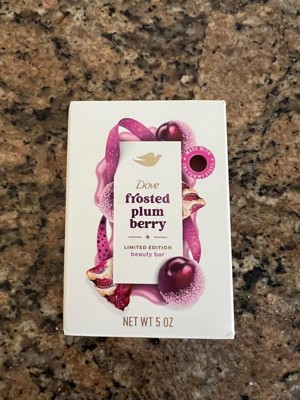 Dove
frosted
plum
berry
LIMITED EDITION
beauty bar
NET WT 5 OZ